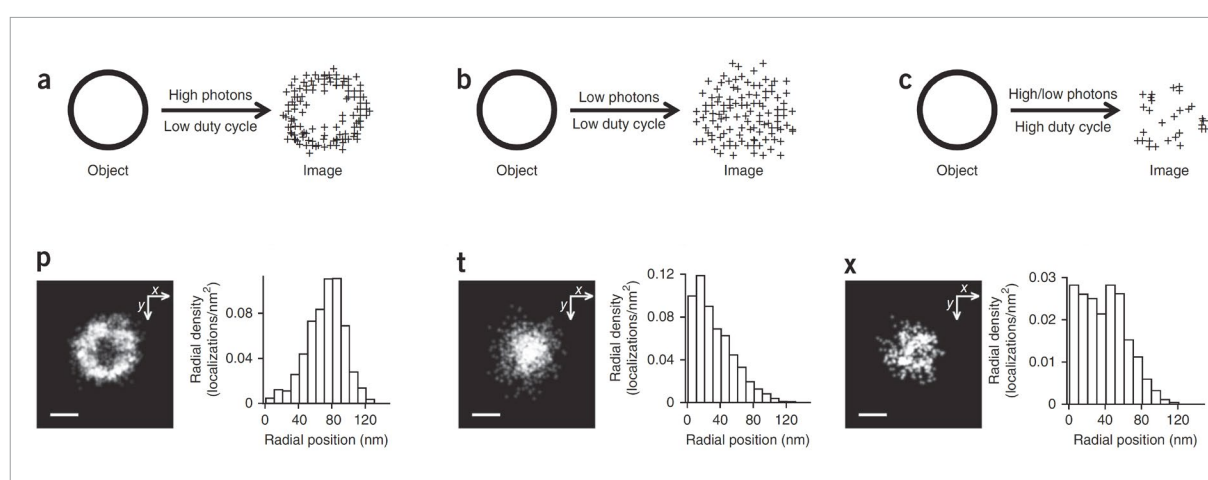 a
High photons
Low duty cycle
Object
Image
b
Low photons
Low duty cycle
Object
Image
c
High/low photons
High duty cycle
Object
Image
p
x
y
Radial density
(localizations/nm²)
0.08
0.04
0
0 40 80 120
Radial position (nm)
t
x
y
Radial density
(localizations/nm²)
0.12
0.08
0.04
0
0 40 80 120
Radial position (nm)
x
x
y
Radial density
(localizations/nm²)
0.03
0.02
0.01
0
0 40 80 120
Radial position (nm)